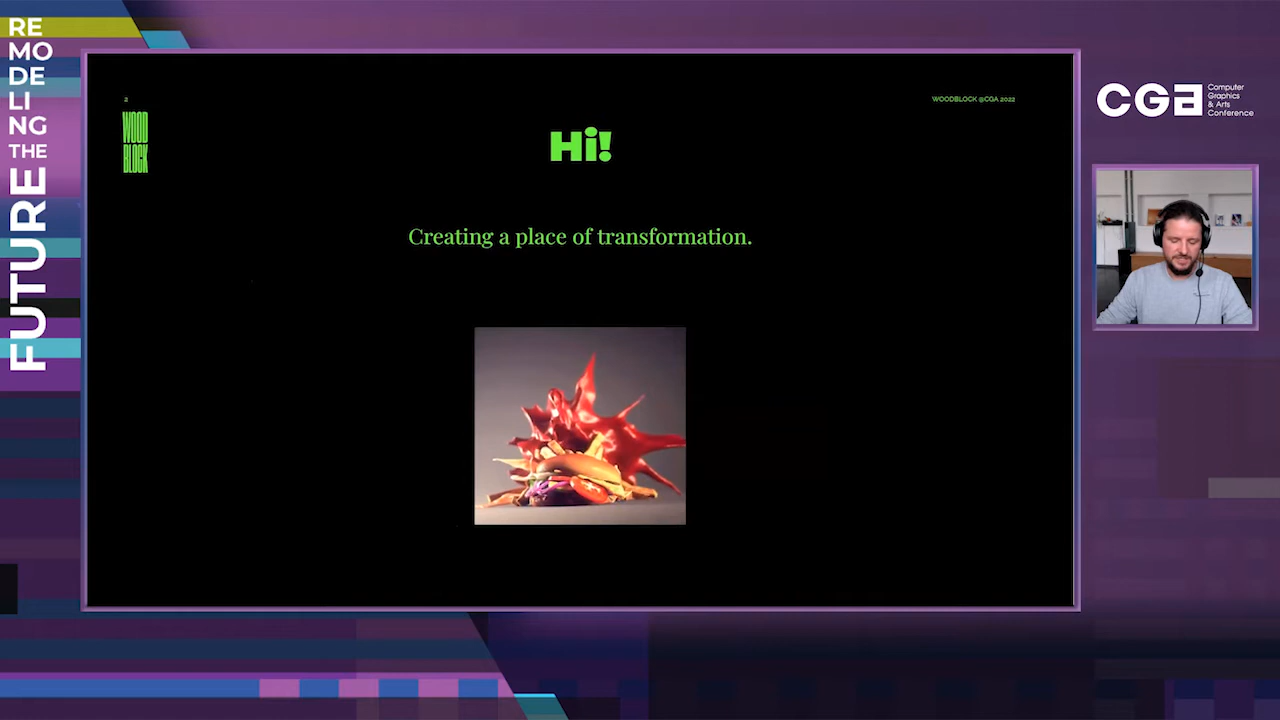 RE
MO
DE
LI
NG
THE
FUTURE
2
WOOD
BLOCK
WOODBLOCK @CGA 2022
Hi!
Creating a place of transformation.
CGA
Computer
Graphics
& Arts
Conference